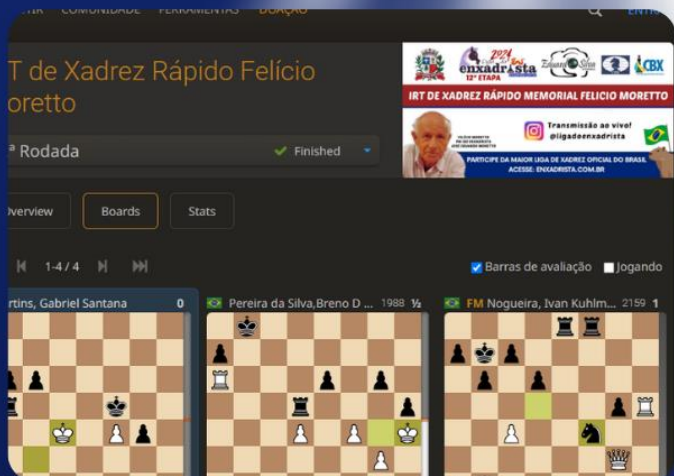 COMUNIDADE FERRAMENTAS DOAÇÃO
T de Xadrez Rápido Felício
oretto
ª Rodada
Finished
Overview Boards Stats
1-4 / 4
Barras de avaliação Jogando
2024
enxadrista
12ª ETAPA
CBX
IRT DE XADREZ RÁPIDO MEMORIAL FELICIO MORETTO
Transmissão ao vivo!
@ligadoenxadrista
PARTICIPE DA MAIOR LIGA DE XADREZ OFICIAL DO BRASIL
ACESSE: ENXADRISTA.COM.BR
rtins, Gabriel Santana 0
Pereira da Silva,Breno D ... 1988 ½
FM Nogueira, Ivan Kuhlm... 2159 1